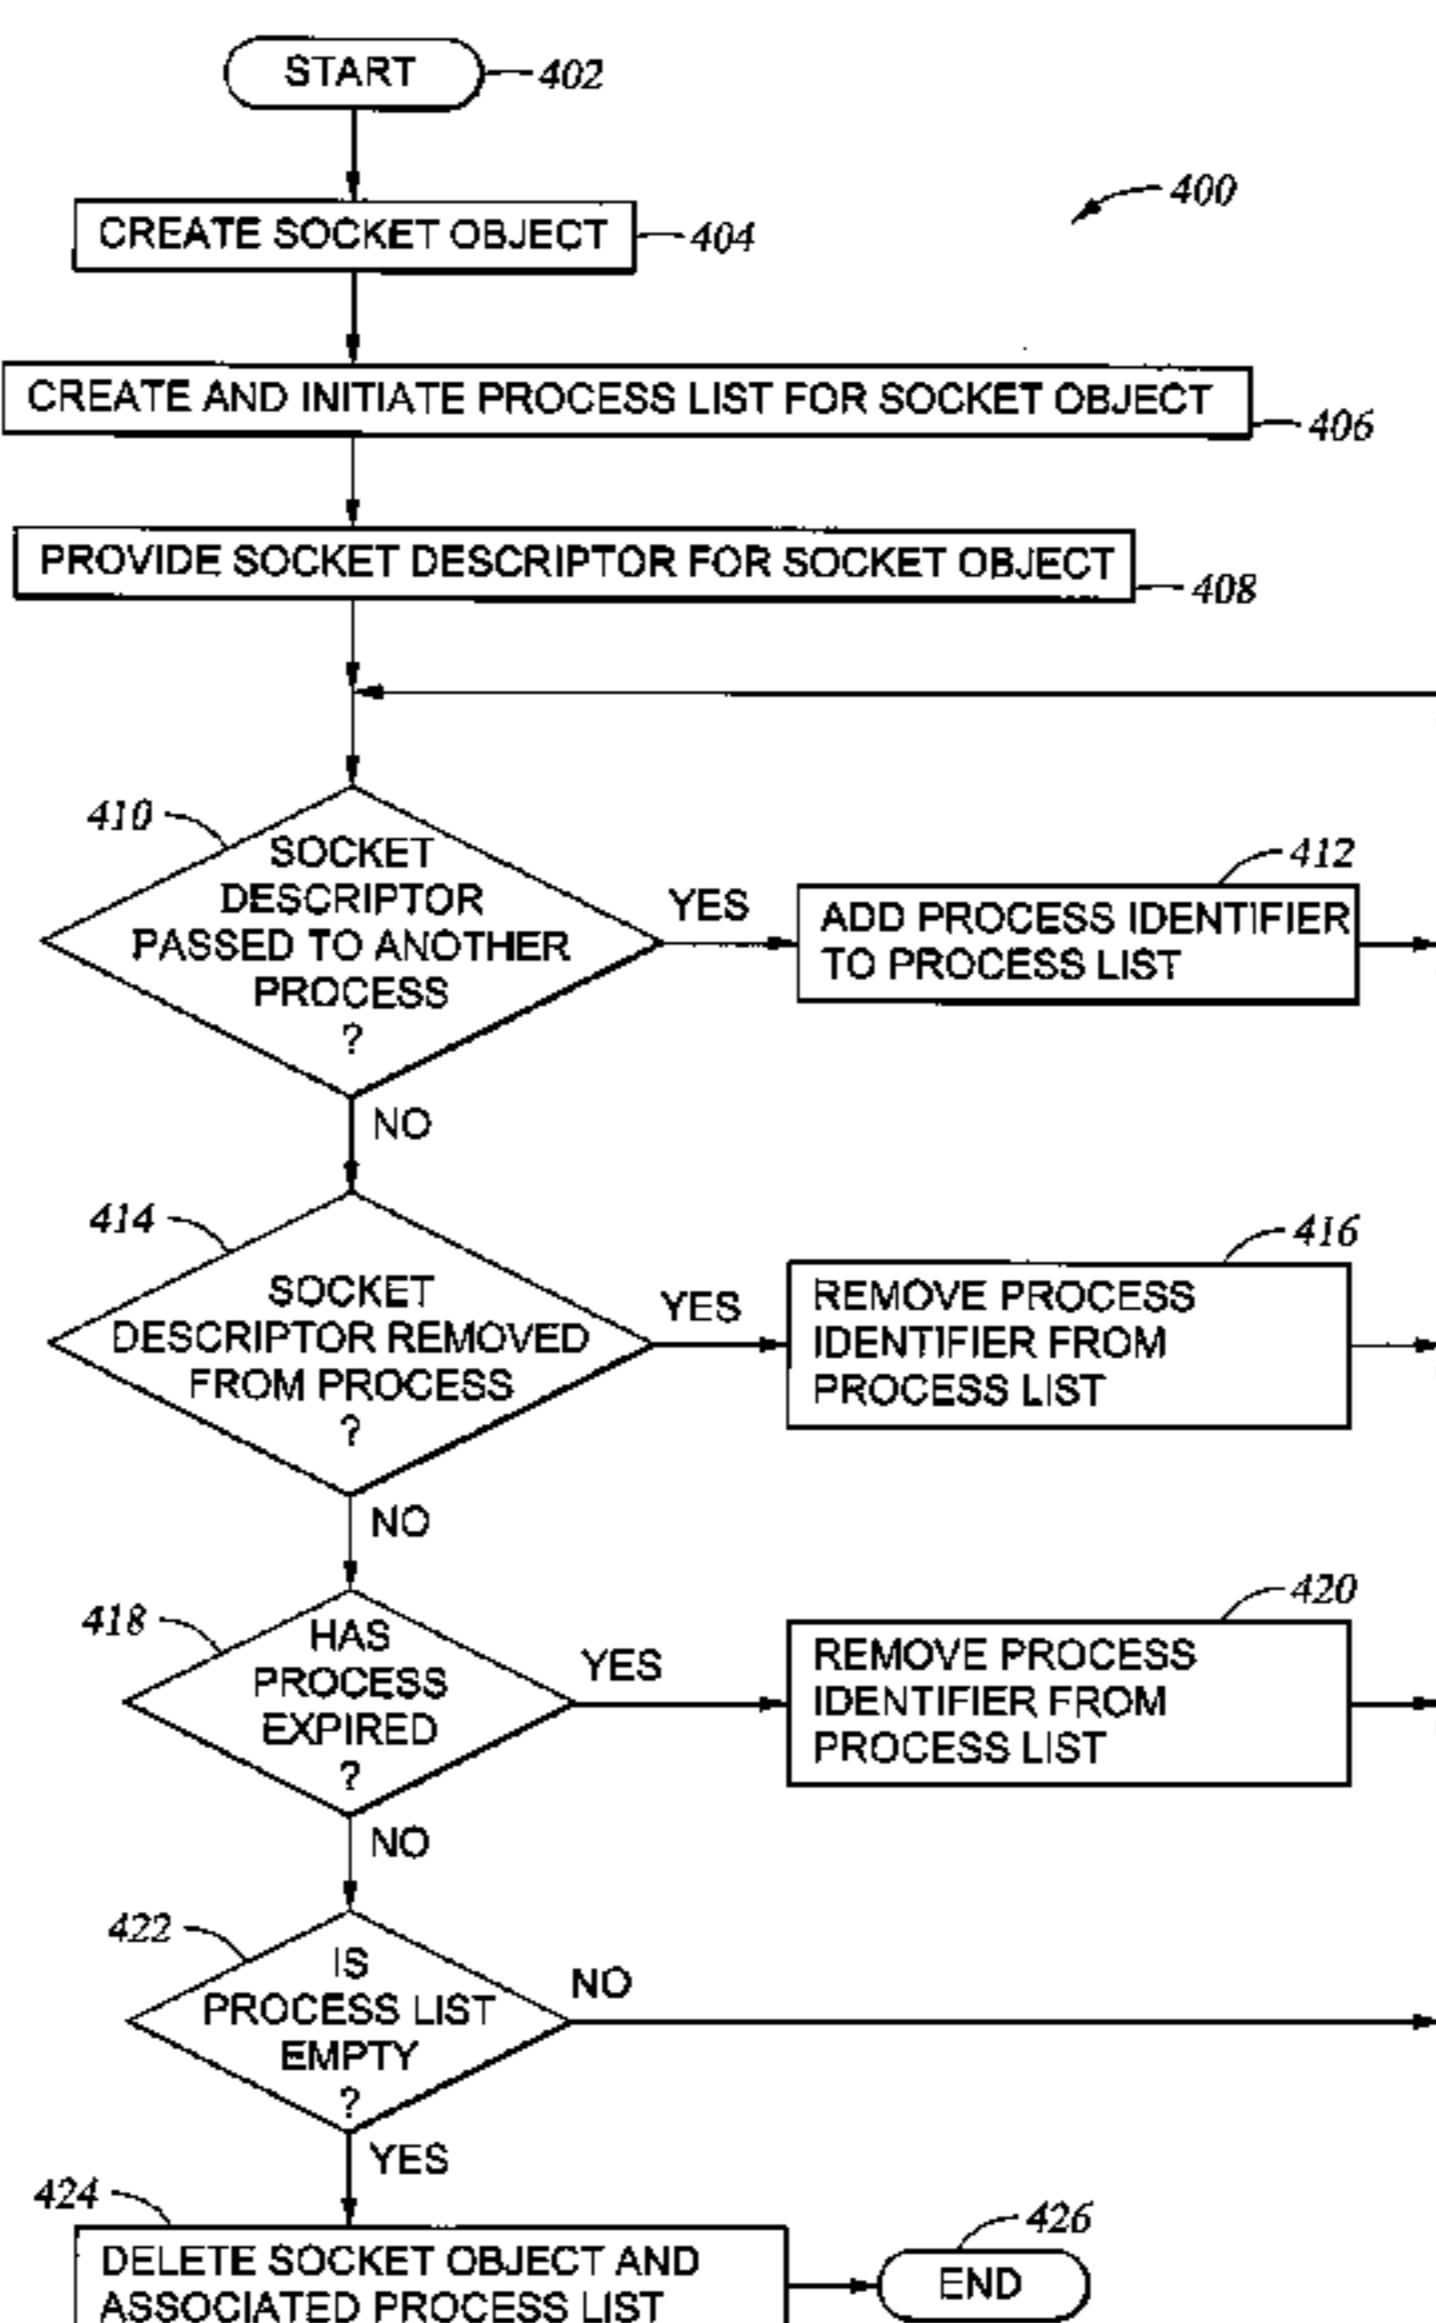 START
402
400
CREATE SOCKET OBJECT
404
CREATE AND INITIATE PROCESS LIST FOR SOCKET OBJECT
406
PROVIDE SOCKET DESCRIPTOR FOR SOCKET OBJECT
408
410
SOCKET
DESCRIPTOR
PASSED TO ANOTHER
PROCESS
?
YES
412
ADD PROCESS IDENTIFIER
TO PROCESS LIST
NO
414
SOCKET
DESCRIPTOR REMOVED
FROM PROCESS
?
YES
416
REMOVE PROCESS
IDENTIFIER FROM
PROCESS LIST
NO
418
HAS
PROCESS
EXPIRED
?
YES
420
REMOVE PROCESS
IDENTIFIER FROM
PROCESS LIST
NO
422
IS
PROCESS LIST
EMPTY
?
NO
YES
424
DELETE SOCKET OBJECT AND
ASSOCIATED PROCESS LIST
426
END